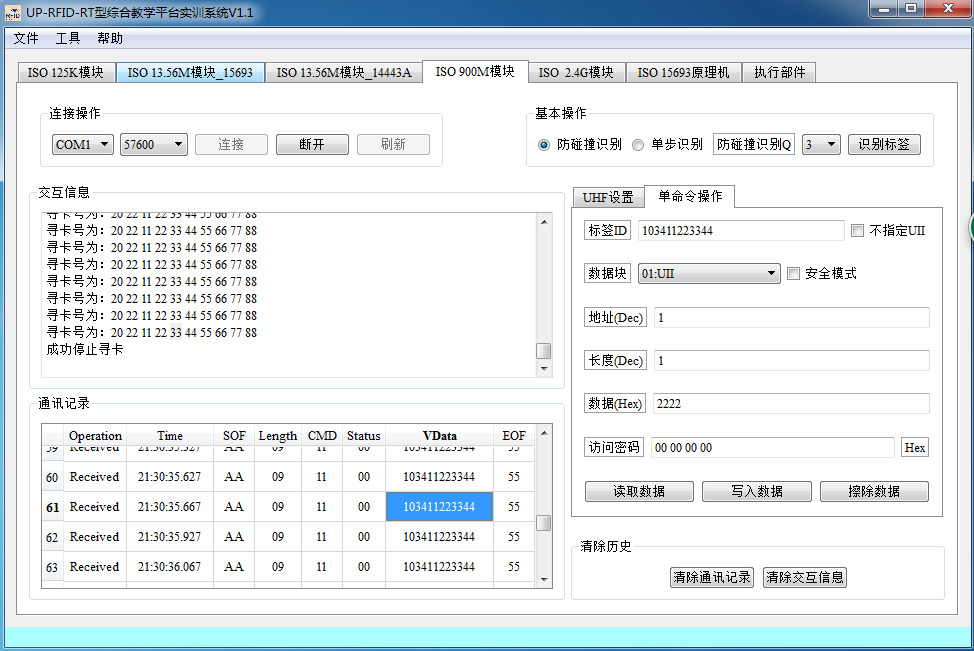 UP-RFID-RT型综合教学平台实训系统V1.1
文件 工具 帮助
ISO 125K模块 ISO 13.56M模块_15693 ISO 13.56M模块_14443A ISO 900M模块 ISO 2.4G模块 ISO 15693原理机 执行部件
连接操作
COM1 57600 连接 断开 刷新
基本操作
防碰撞识别 单步识别 防碰撞识别Q 3 识别标签
交互信息
寻卡号为：20 22 11 22 33 44 55 66 77 88
寻卡号为：20 22 11 22 33 44 55 66 77 88
寻卡号为：20 22 11 22 33 44 55 66 77 88
寻卡号为：20 22 11 22 33 44 55 66 77 88
寻卡号为：20 22 11 22 33 44 55 66 77 88
寻卡号为：20 22 11 22 33 44 55 66 77 88
寻卡号为：20 22 11 22 33 44 55 66 77 88
寻卡号为：20 22 11 22 33 44 55 66 77 88
成功停止寻卡
通讯记录
Operation Time SOF Length CMD Status VData EOF
59 Received 21:30:35.327 AA 09 11 00 103411223344 55
60 Received 21:30:35.627 AA 09 11 00 103411223344 55
61 Received 21:30:35.667 AA 09 11 00 103411223344 55
62 Received 21:30:35.927 AA 09 11 00 103411223344 55
63 Received 21:30:36.067 AA 09 11 00 103411223344 55
UHF设置 单命令操作
标签ID 103411223344 不指定UII
数据块 01:UII 安全模式
地址(Dec) 1
长度(Dec) 1
数据(Hex) 2222
访问密码 00 00 00 00 Hex
读取数据 写入数据 擦除数据
清除历史
清除通讯记录 清除交互信息